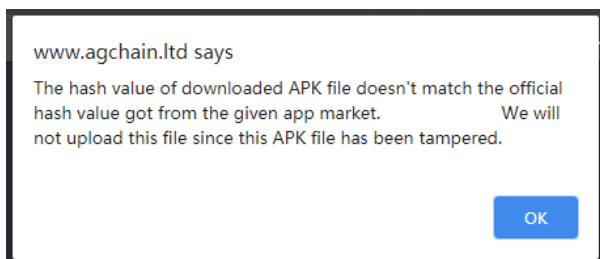 www.agchain.ltd says
The hash value of downloaded APK file doesn't match the official
hash value got from the given app market. We will
not upload this file since this APK file has been tampered.
OK